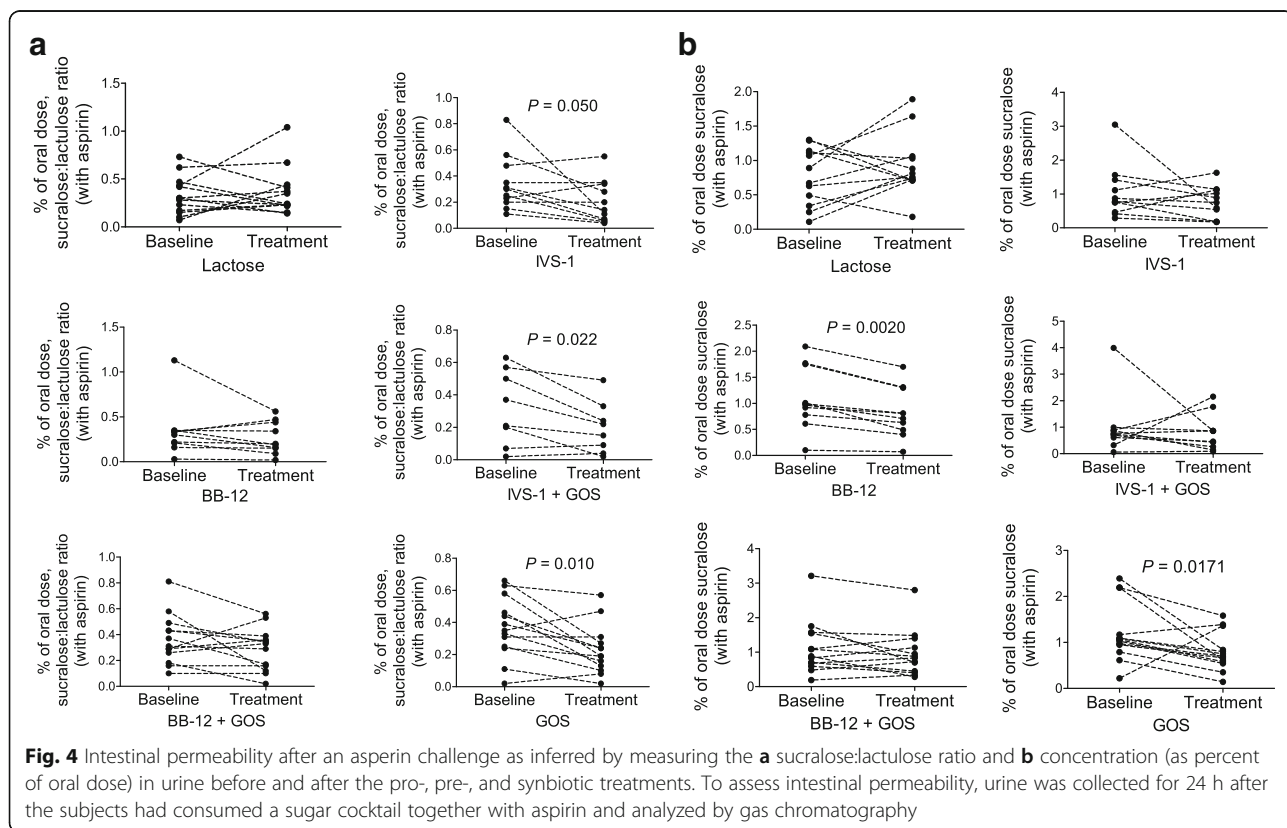 a
% of oral dose,
sucralose:lactulose ratio
(with aspirin)
1.5
1.0
0.5
0.0
Baseline Treatment
Lactose
% of oral dose,
sucralose:lactulose ratio
(with aspirin)
1.0
0.8
0.6
0.4
0.2
0.0
P = 0.050
Baseline Treatment
IVS-1
% of oral dose,
sucralose:lactulose ratio
(with aspirin)
1.5
1.0
0.5
0.0
Baseline Treatment
BB-12
% of oral dose,
sucralose:lactulose ratio
(with aspirin)
0.8
0.6
0.4
0.2
0.0
P = 0.022
Baseline Treatment
IVS-1 + GOS
% of oral dose,
sucralose:lactulose ratio
(with aspirin)
1.0
0.8
0.6
0.4
0.2
0.0
Baseline Treatment
BB-12 + GOS
% of oral dose,
sucralose:lactulose ratio
(with aspirin)
0.8
0.6
0.4
0.2
0.0
P = 0.010
Baseline Treatment
GOS
b
% of oral dose sucralose
(with aspirin)
2.0
1.5
1.0
0.5
0.0
Baseline Treatment
Lactose
% of oral dose sucralose
(with aspirin)
4
3
2
1
0
Baseline Treatment
IVS-1
% of oral dose sucralose
(with aspirin)
2.5
2.0
1.5
1.0
0.5
0.0
P = 0.0020
Baseline Treatment
BB-12
% of oral dose sucralose
(with aspirin)
5
4
3
2
1
0
Baseline Treatment
IVS-1 + GOS
% of oral dose sucralose
(with aspirin)
4
3
2
1
0
Baseline Treatment
BB-12 + GOS
% of oral dose sucralose
(with aspirin)
3
2
1
0
P = 0.0171
Baseline Treatment
GOS
Fig. 4 Intestinal permeability after an asperin challenge as inferred by measuring the a sucralose:lactulose ratio and b concentration (as percent
of oral dose) in urine before and after the pro-, pre-, and synbiotic treatments. To assess intestinal permeability, urine was collected for 24 h after
the subjects had consumed a sugar cocktail together with aspirin and analyzed by gas chromatography